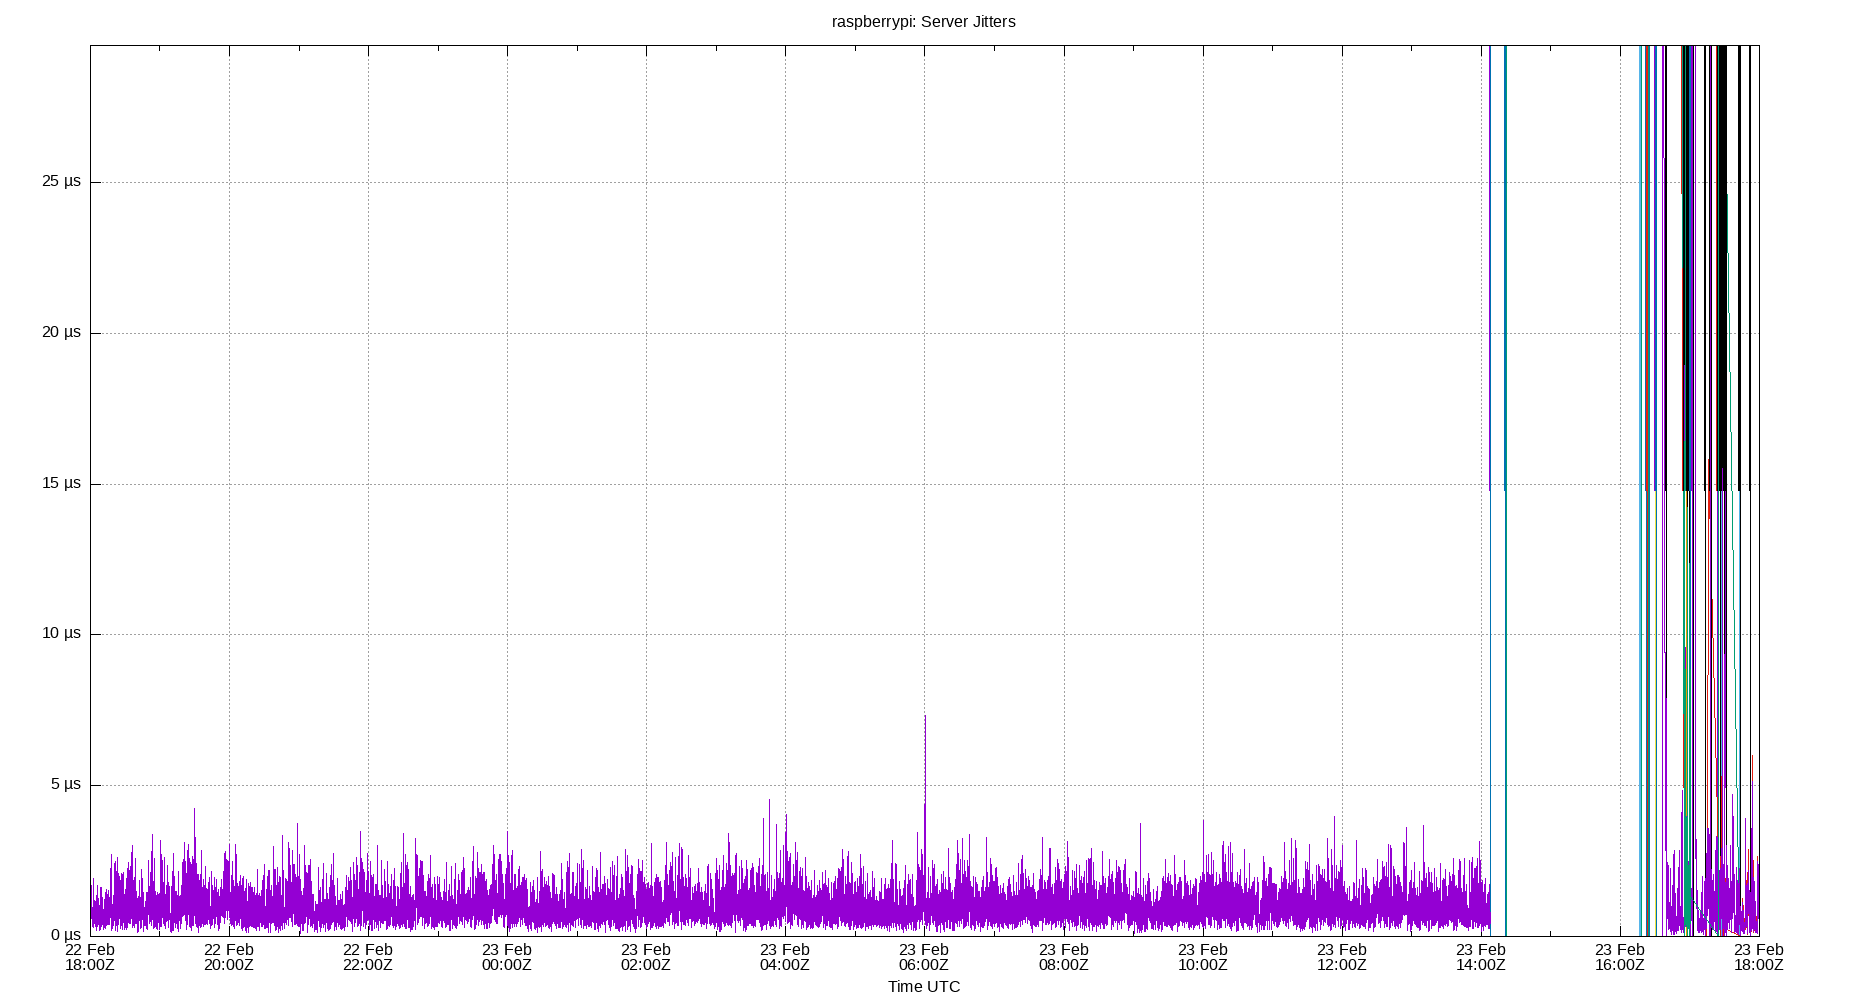 raspberrypi: Server Jitters
25 µs
20 µs
15 µs
10 µs
5 µs
0 µs
22 Feb
18:00Z
22 Feb
20:00Z
22 Feb
22:00Z
23 Feb
00:00Z
23 Feb
02:00Z
23 Feb
04:00Z
23 Feb
06:00Z
23 Feb
08:00Z
23 Feb
10:00Z
23 Feb
12:00Z
23 Feb
14:00Z
23 Feb
16:00Z
23 Feb
18:00Z
Time UTC